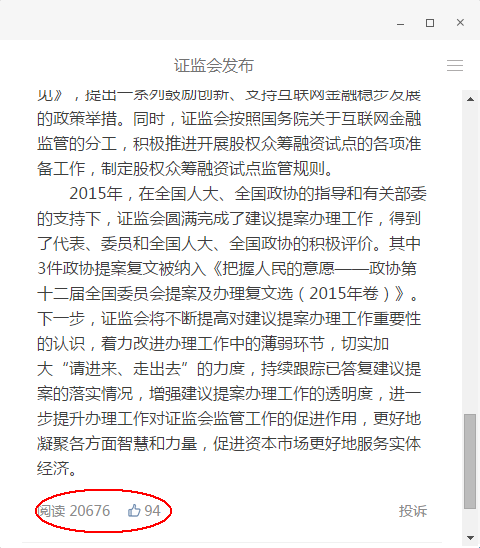 证监会发布
见》，提出一系列鼓励创新、支持互联网金融稳步发展
的政策举措。同时，证监会按照国务院关于互联网金融
监管的分工，积极推进开展股权众筹融资试点的各项准
备工作，制定股权众筹融资试点监管规则。
2015年，在全国人大、全国政协的指导和有关部委
的支持下，证监会圆满完成了建议提案办理工作，得到
了代表、委员和全国人大、全国政协的积极评价。其中
3件政协提案复文被纳入《把握人民的意愿——政协第
十二届全国委员会提案及办理复文选（2015年卷）》。
下一步，证监会将不断提高对建议提案办理工作重要性
的认识，着力改进办理工作中的薄弱环节，切实加
大“请进来、走出去”的力度，持续跟踪已答复建议提
案的落实情况，增强建议提案办理工作的透明度，进一
步提升办理工作对证监会监管工作的促进作用，更好地
凝聚各方面智慧和力量，促进资本市场更好地服务实体
经济。
阅读 20676 94 投诉